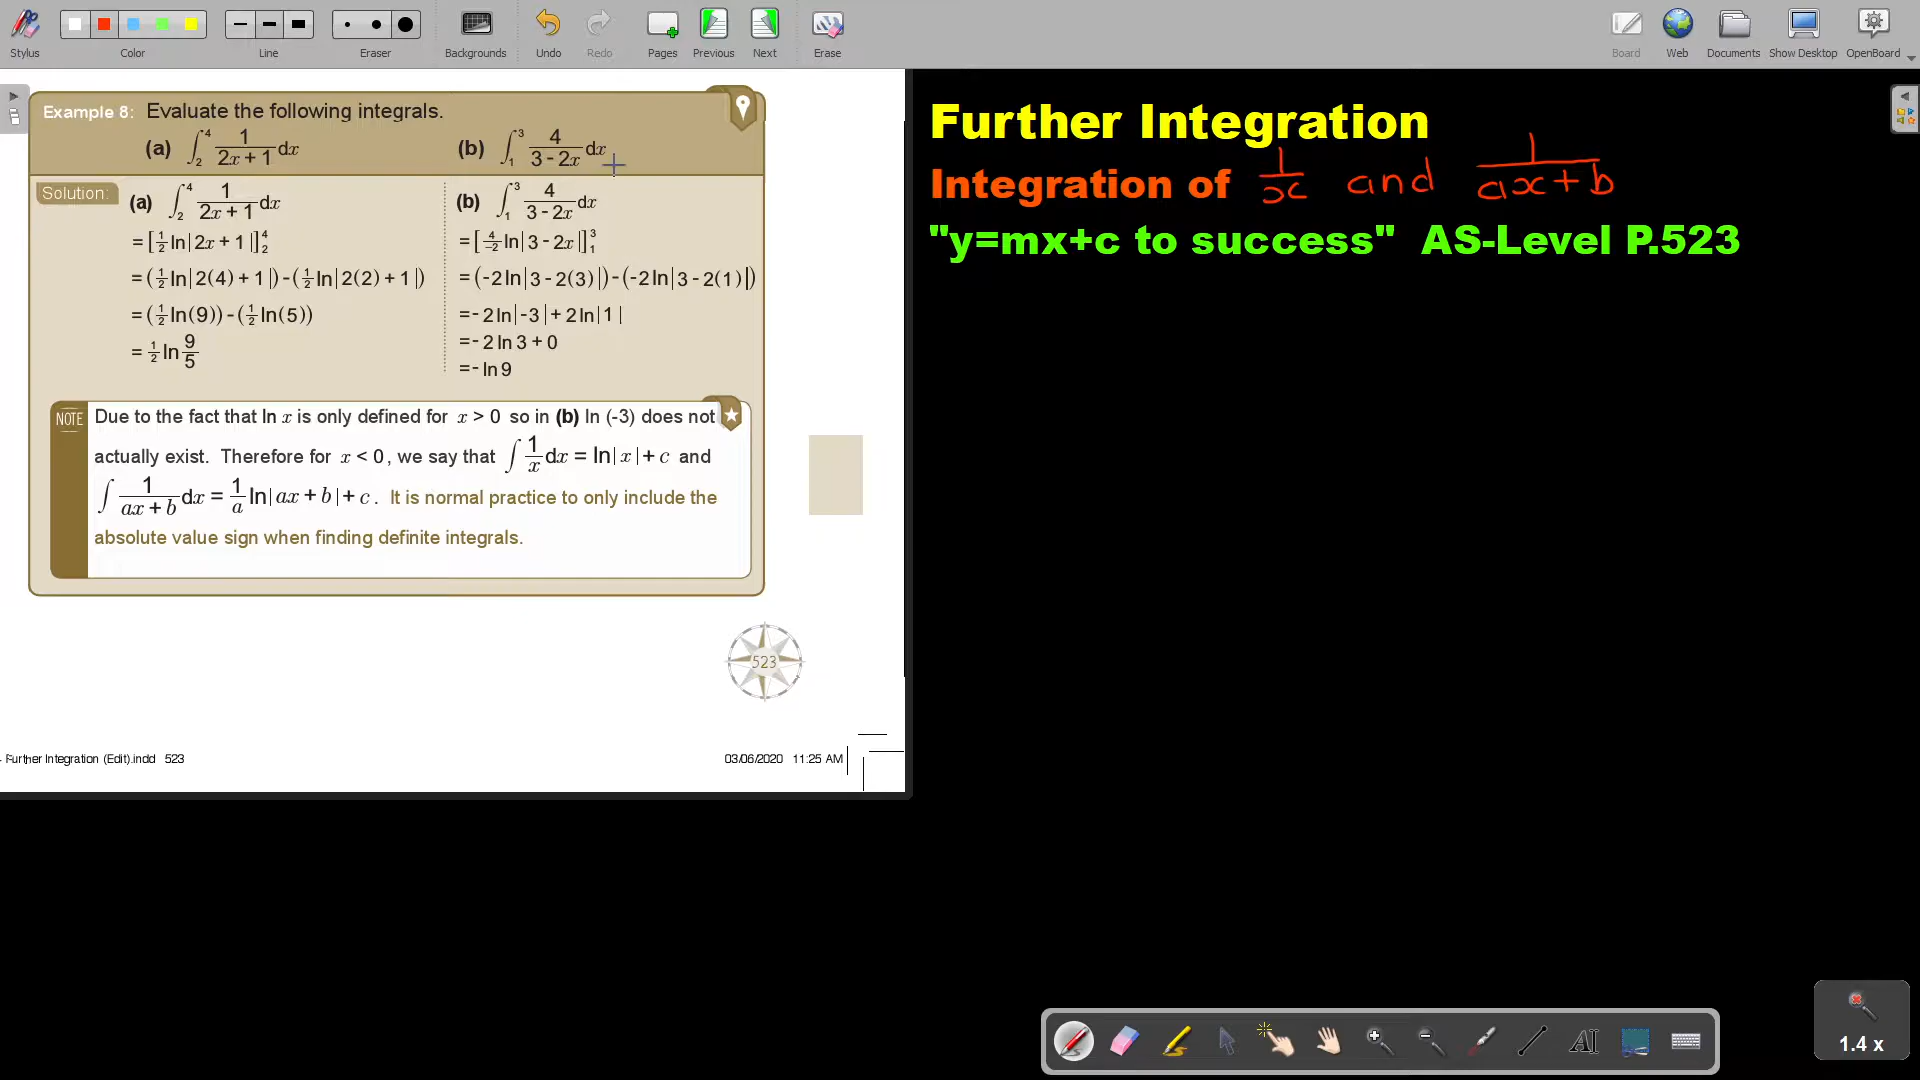 Stylus Color Line Eraser Backgrounds Undo Redo Pages Previous Next Erase Board Web Documents Show Desktop OpenBoard
Example 8: Evaluate the following integrals.
(a) ∫₂⁴ 1/(2x + 1) dx (b) ∫₁³ 4/(3 - 2x) dx
Solution: (a) ∫₂⁴ 1/(2x + 1) dx
= [½ ln|2x + 1|]₂⁴
= (½ ln|2(4) + 1|) - (½ ln|2(2) + 1|)
= (½ ln(9)) - (½ ln(5))
= ½ ln 9/5
(b) ∫₁³ 4/(3 - 2x) dx
= [4/-2 ln|3 - 2x|]₁³
= (-2 ln|3 - 2(3)|) - (-2 ln|3 - 2(1)|)
= - 2 ln|-3| + 2 ln|1|
= - 2 ln 3 + 0
= - ln 9
NOTE
Due to the fact that ln x is only defined for x > 0 so in (b) ln (-3) does not
actually exist. Therefore for x < 0, we say that ∫ 1/x dx = ln|x| + c and
∫ 1/(ax + b) dx = 1/a ln|ax + b| + c. It is normal practice to only include the
absolute value sign when finding definite integrals.
523
Further Integration (Edit).indd 523 03/06/2020 11:25 AM
Further Integration
Integration of 1/x and 1/(ax+b)
"y=mx+c to success" AS-Level P.523
AI
1.4 x